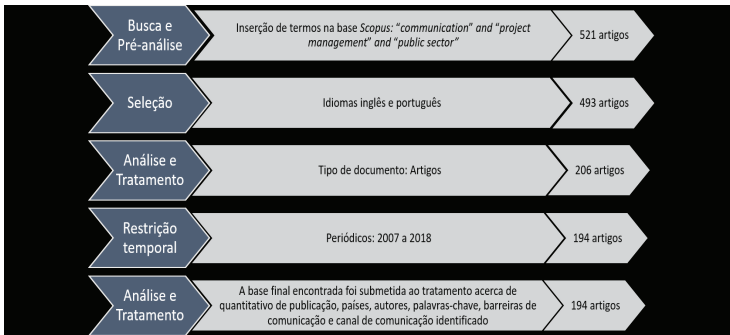 Busca e
Pré-análise
Inserção de termos na base Scopus: “communication” and “project
management” and “public sector”
521 artigos
Seleção
Idiomas inglês e português
493 artigos
Análise e
Tratamento
Tipo de documento: Artigos
206 artigos
Restrição
temporal
Periódicos: 2007 a 2018
194 artigos
Análise e
Tratamento
A base final encontrada foi submetida ao tratamento acerca de
quantitativo de publicação, países, autores, palavras-chave, barreiras de
comunicação e canal de comunicação identificado
194 artigos